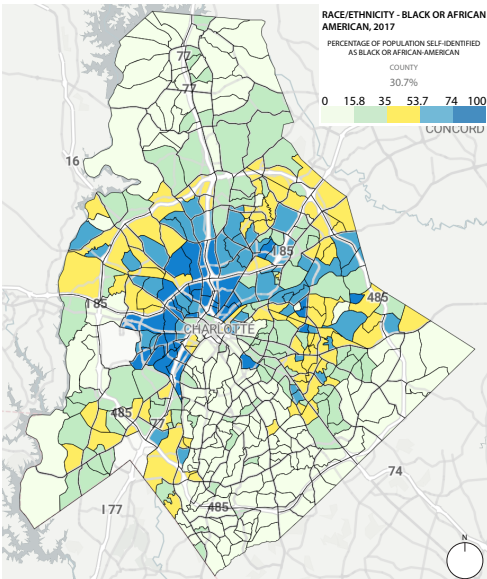 RACE/ETHNICITY - BLACK OR AFRICAN
AMERICAN, 2017
PERCENTAGE OF POPULATION SELF-IDENTIFIED
AS BLACK OR AFRICAN-AMERICAN
COUNTY
30.7%
0 15.8 35 53.7 74 100
CONCORD
77
77
16
I 85
485
I 85
CHARLOTTE
485
77
74
I 77
485
N